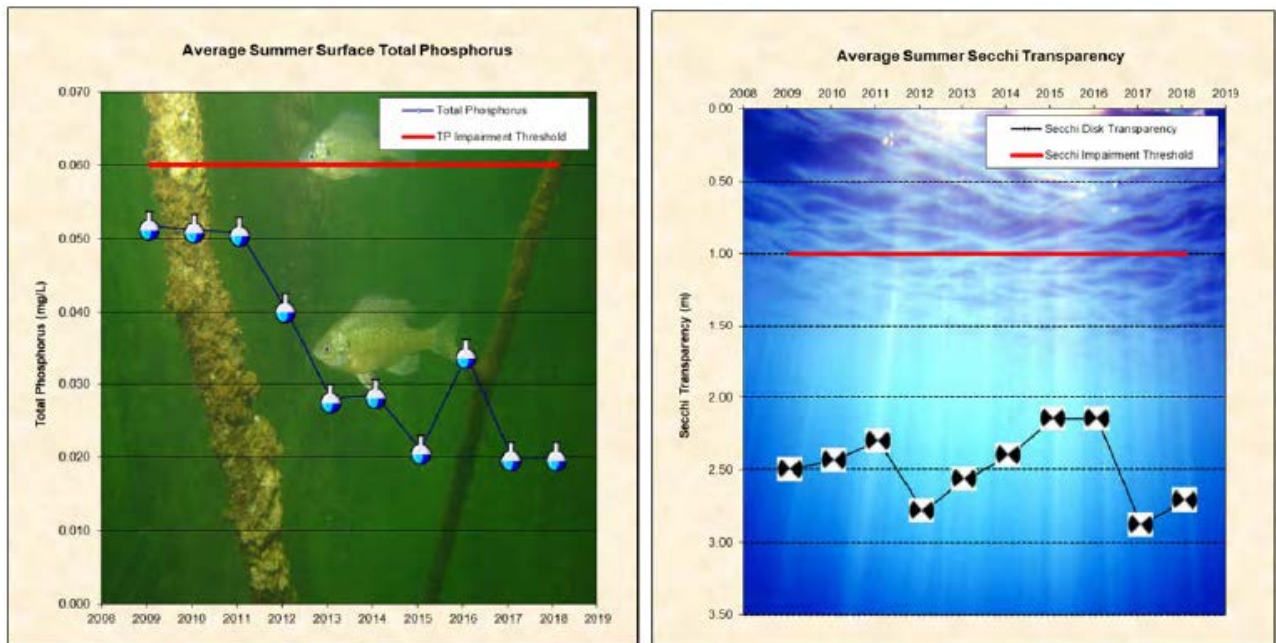 Average Summer Surface Total Phosphorus
Total Phosphorus
TP Impairment Threshold
Total Phosphorus (mg/L)
0.070
0.060
0.050
0.040
0.030
0.020
0.010
0.000
2008 2009 2010 2011 2012 2013 2014 2015 2016 2017 2018 2019
Average Summer Secchi Transparency
2008 2009 2010 2011 2012 2013 2014 2015 2016 2017 2018 2019
Secchi Disk Transparency
Secchi Impairment Threshold
Secchi Transparency (m)
0.00
0.50
1.00
1.50
2.00
2.50
3.00
3.50